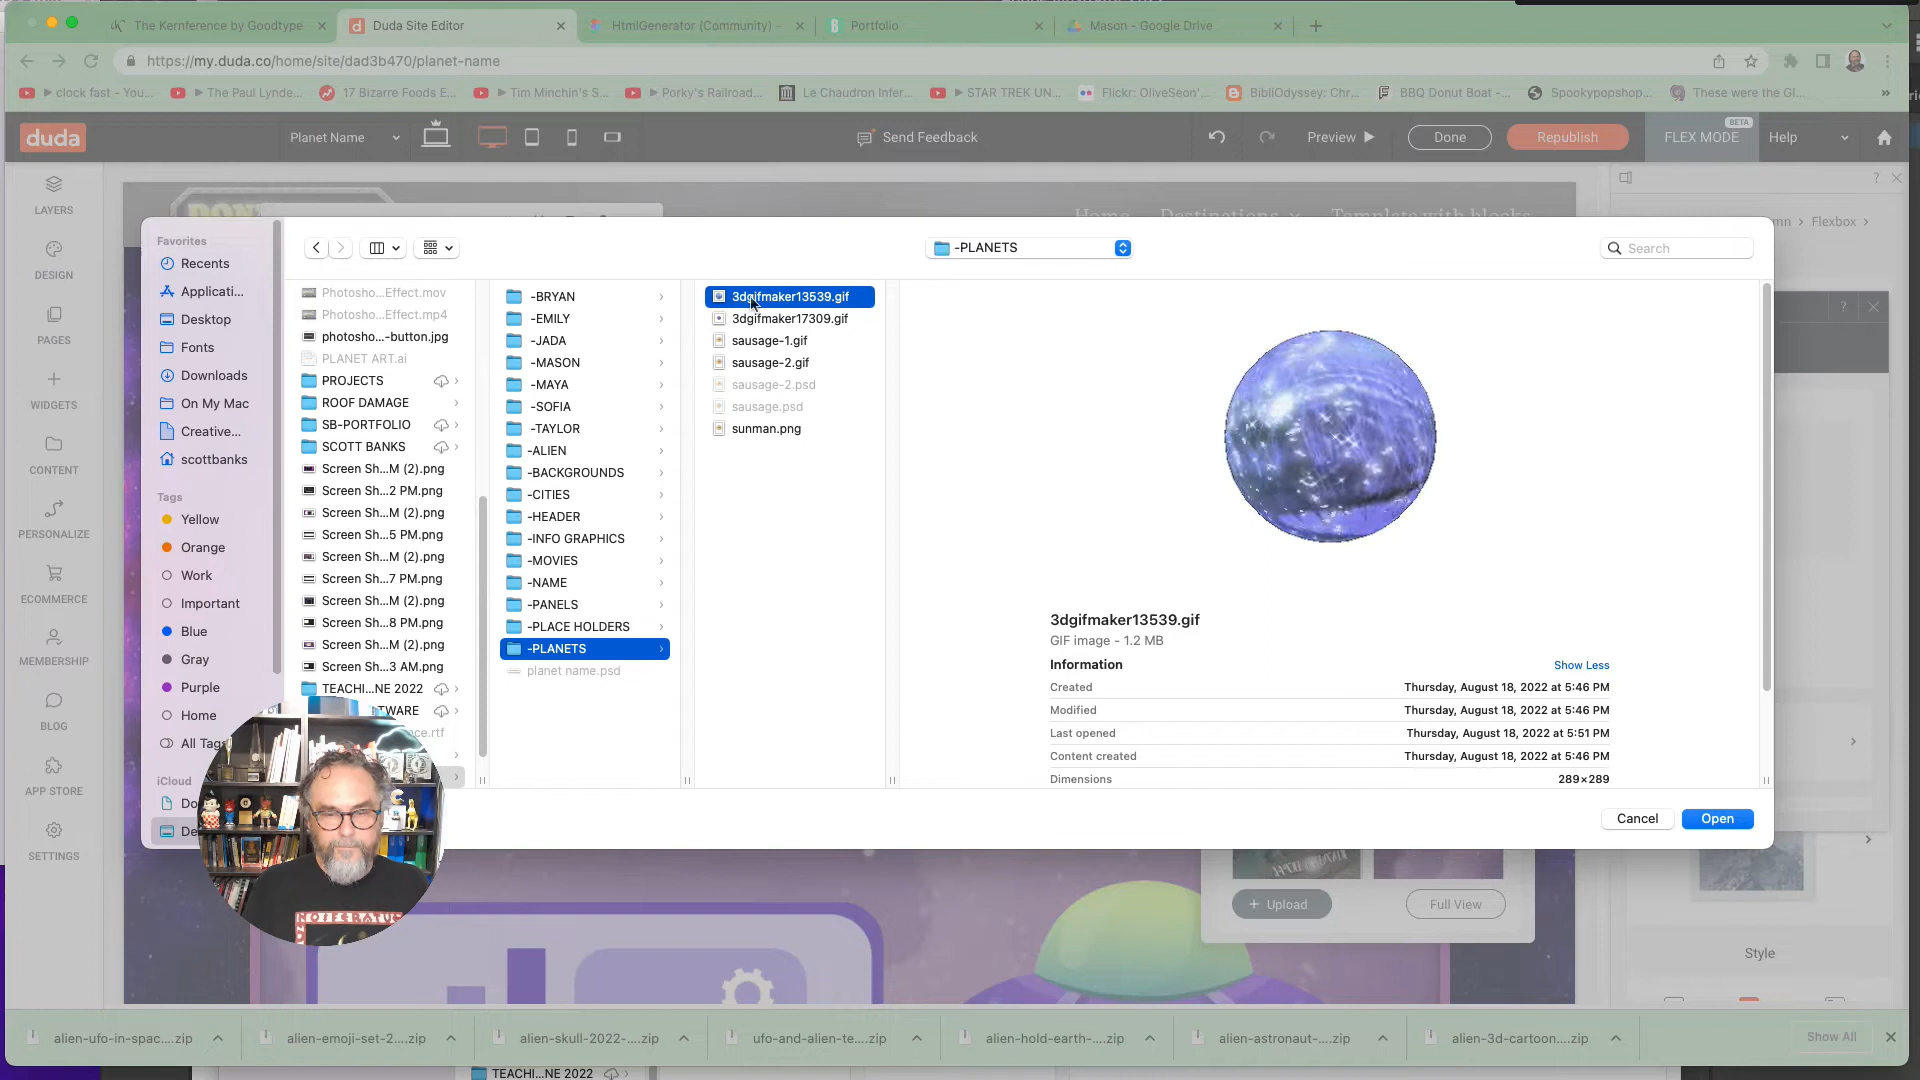 The Kernference by Goodtype
Duda Site Editor
HtmlGenerator (Community) -
Portfolio
Mason - Google Drive
https://my.duda.co/home/site/dad3b470/planet-name
clock fast - You...
The Paul Lynde...
17 Bizarre Foods E...
Tim Minchin's S...
Porky's Railroad...
Le Chaudron Infer...
STAR TREK UN...
Flickr: OliveSeon'...
BibliOdyssey: Chr...
BBQ Donut Boat -...
Spookypopshop...
These were the Gl...
duda
Planet Name
Send Feedback
Preview
Done
Republish
FLEX MODE
BETA
Help
LAYERS
DESIGN
PAGES
WIDGETS
CONTENT
PERSONALIZE
ECOMMERCE
MEMBERSHIP
BLOG
APP STORE
SETTINGS
Home
Destinations
Template with blocks
Flexbox
Favorites
Recents
Applicati...
Desktop
Fonts
Downloads
On My Mac
Creative...
scottbanks
Tags
Yellow
Orange
Work
Important
Blue
Gray
Purple
Home
All Tags
iCloud
-PLANETS
Search
Photosho...Effect.mov
Photosho...Effect.mp4
photosho...-button.jpg
PLANET ART.ai
PROJECTS
ROOF DAMAGE
SB-PORTFOLIO
SCOTT BANKS
Screen Sh...M (2).png
Screen Sh...2 PM.png
Screen Sh...M (2).png
Screen Sh...5 PM.png
Screen Sh...M (2).png
Screen Sh...7 PM.png
Screen Sh...M (2).png
Screen Sh...8 PM.png
Screen Sh...M (2).png
Screen Sh...3 AM.png
TEACHI...NE 2022
TWARE
nce.rtf
-BRYAN
-EMILY
-JADA
-MASON
-MAYA
-SOFIA
-TAYLOR
-ALIEN
-BACKGROUNDS
-CITIES
-HEADER
-INFO GRAPHICS
-MOVIES
-NAME
-PANELS
-PLACE HOLDERS
-PLANETS
planet name.psd
3dgifmaker13539.gif
3dgifmaker17309.gif
sausage-1.gif
sausage-2.gif
sausage-2.psd
sausage.psd
sunman.png
3dgifmaker13539.gif
GIF image - 1.2 MB
Information
Show Less
Created
Thursday, August 18, 2022 at 5:46 PM
Modified
Thursday, August 18, 2022 at 5:46 PM
Last opened
Thursday, August 18, 2022 at 5:51 PM
Content created
Thursday, August 18, 2022 at 5:46 PM
Dimensions
289×289
Cancel
Open
Upload
Full View
Style
NOSFERATU
alien-ufo-in-spac....zip
alien-emoji-set-2....zip
alien-skull-2022-....zip
ufo-and-alien-te....zip
alien-hold-earth-....zip
alien-astronaut-....zip
alien-3d-cartoon....zip
Show All
TEACHI...NE 2022